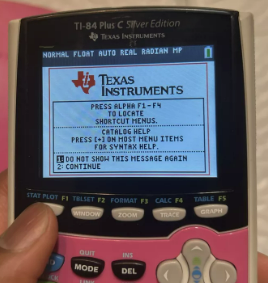 TI-84 Plus C Silver Edition
TEXAS INSTRUMENTS
NORMAL FLOAT AUTO REAL RADIAN MP
TEXAS
INSTRUMENTS
PRESS ALPHA F1-F4
TO LOCATE
SHORTCUT MENUS.
CATALOG HELP
PRESS [+] ON MOST MENU ITEMS
FOR SYNTAX HELP.
1: DO NOT SHOW THIS MESSAGE AGAIN
2: CONTINUE
STAT PLOT F1 TBLSET F2 FORMAT F3 CALC F4 TABLE F5
WINDOW ZOOM TRACE GRAPH
QUIT INS
MODE DEL